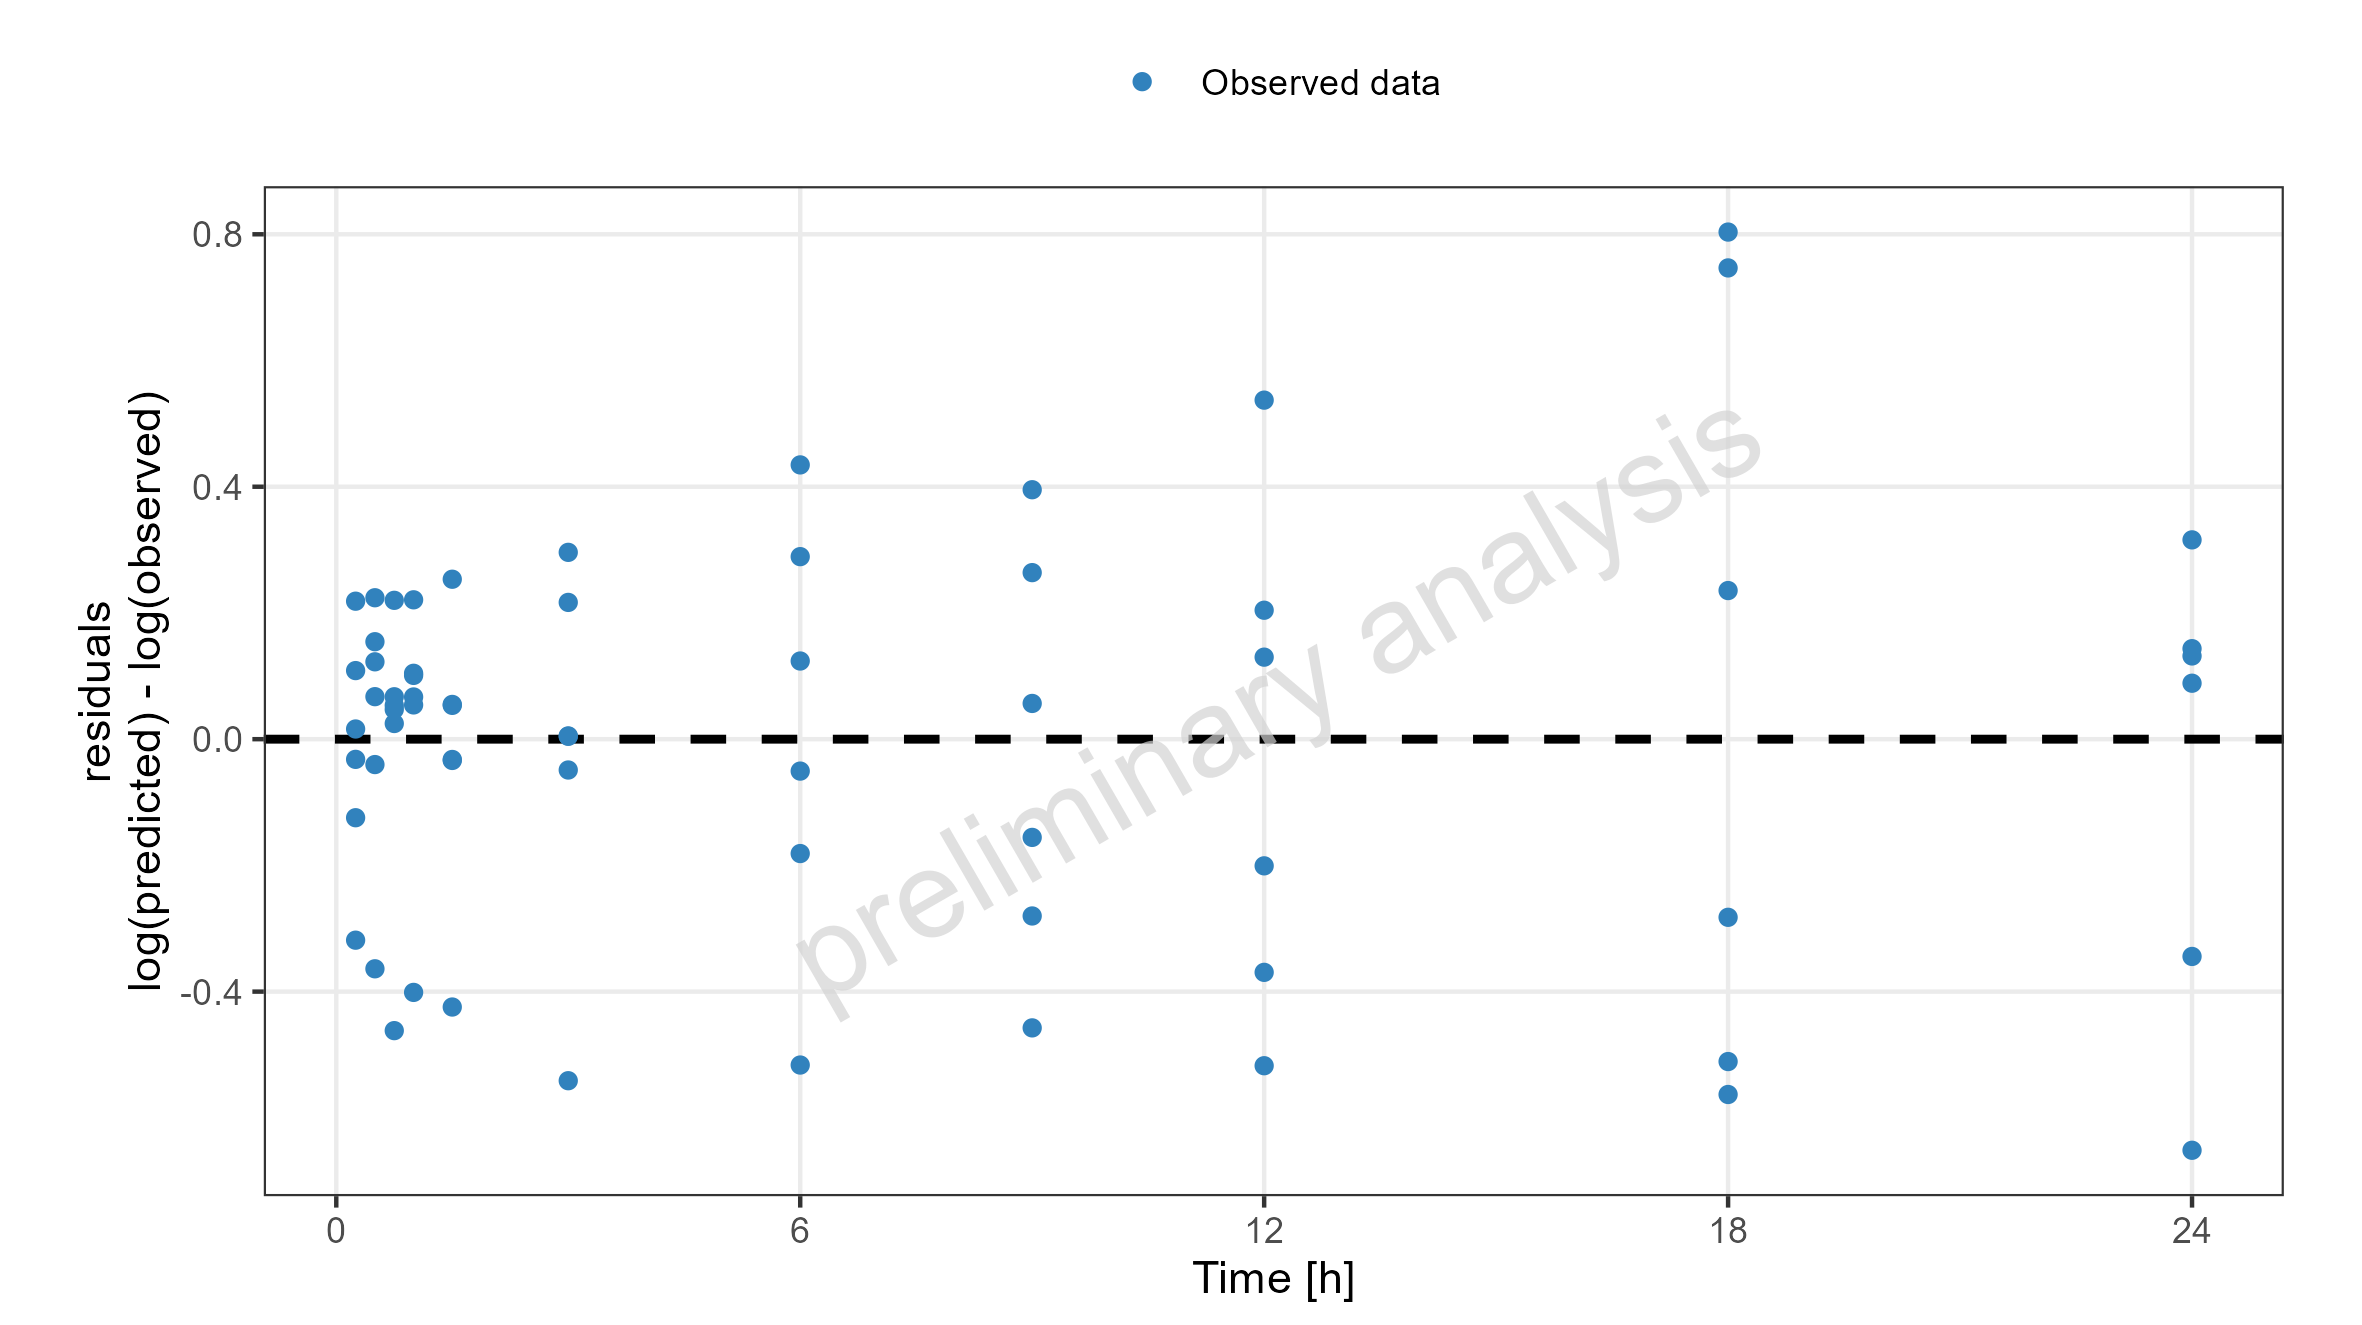 Observed data
residuals
log(predicted) - log(observed)
0.8
0.4
0.0
-0.4
preliminary analysis
0 6 12 18 24
Time [h]